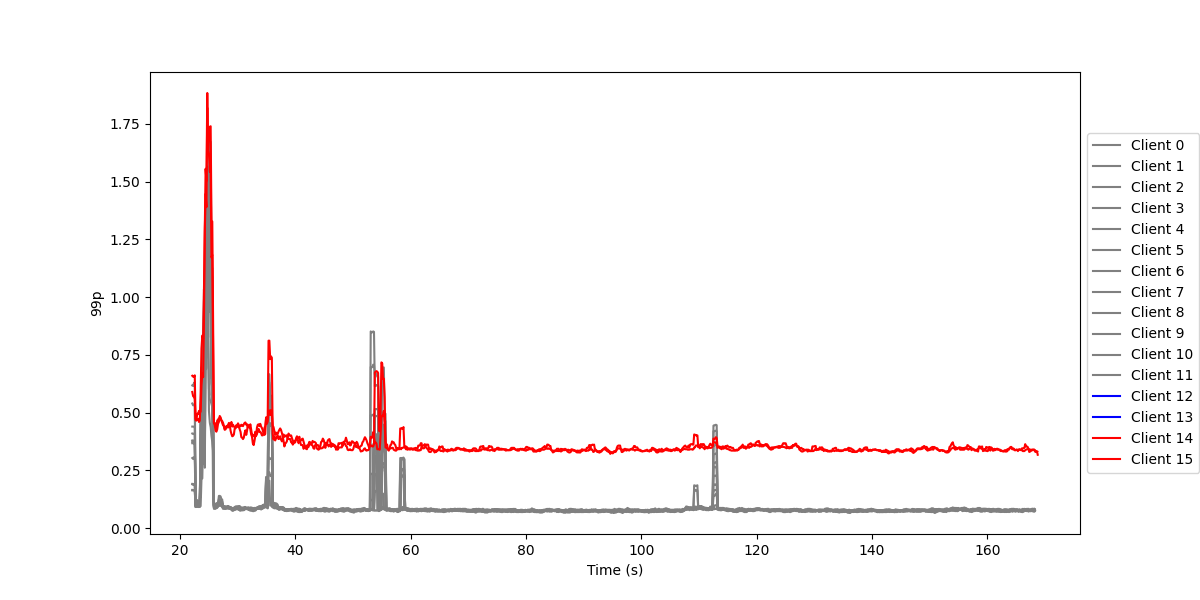 1.75
1.50
1.25
1.00
0.75
0.50
0.25
0.00
99p
20 40 60 80 100 120 140 160
Time (s)
Client 0
Client 1
Client 2
Client 3
Client 4
Client 5
Client 6
Client 7
Client 8
Client 9
Client 10
Client 11
Client 12
Client 13
Client 14
Client 15